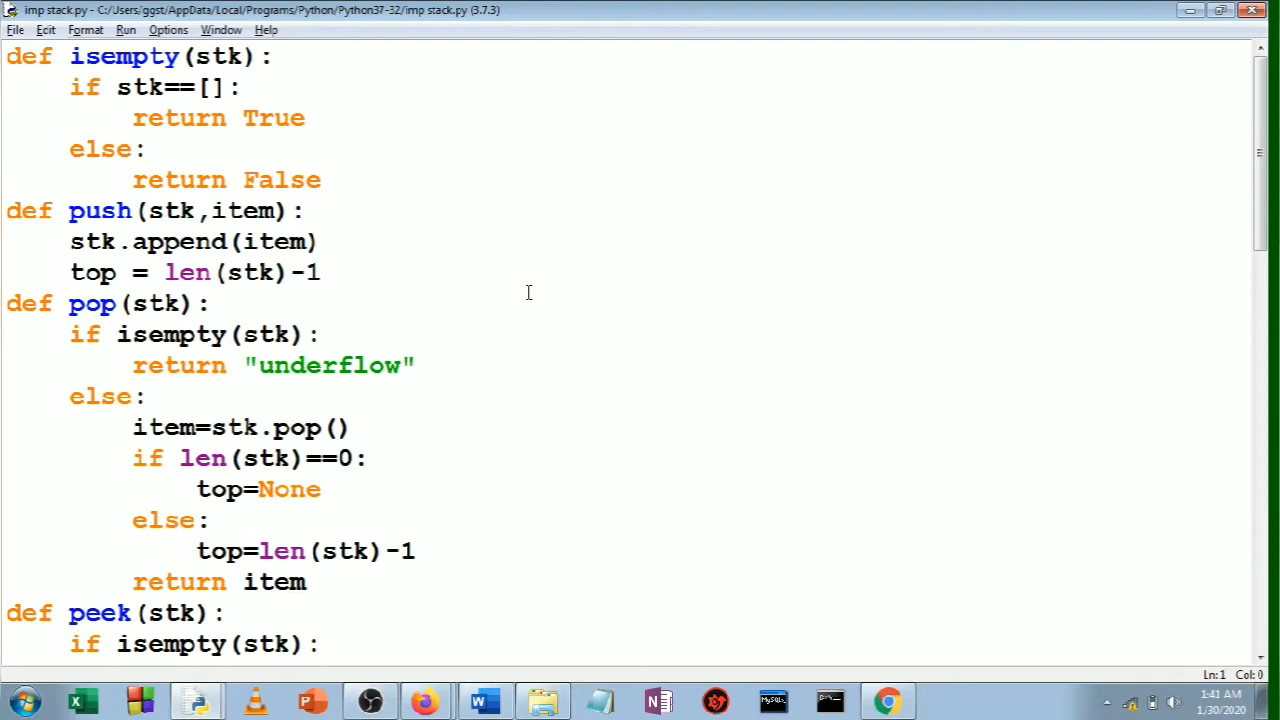 imp stack.py - C:/Users/ggst/AppData/Local/Programs/Python/Python37-32/imp stack.py (3.7.3)
File Edit Format Run Options Window Help
def isempty(stk):
    if stk==[]:
        return True
    else:
        return False
def push(stk,item):
    stk.append(item)
    top = len(stk)-1
def pop(stk):
    if isempty(stk):
        return "underflow"
    else:
        item=stk.pop()
        if len(stk)==0:
            top=None
        else:
            top=len(stk)-1
        return item
def peek(stk):
    if isempty(stk):
Ln:1 Col:0
1:41 AM
1/30/2020